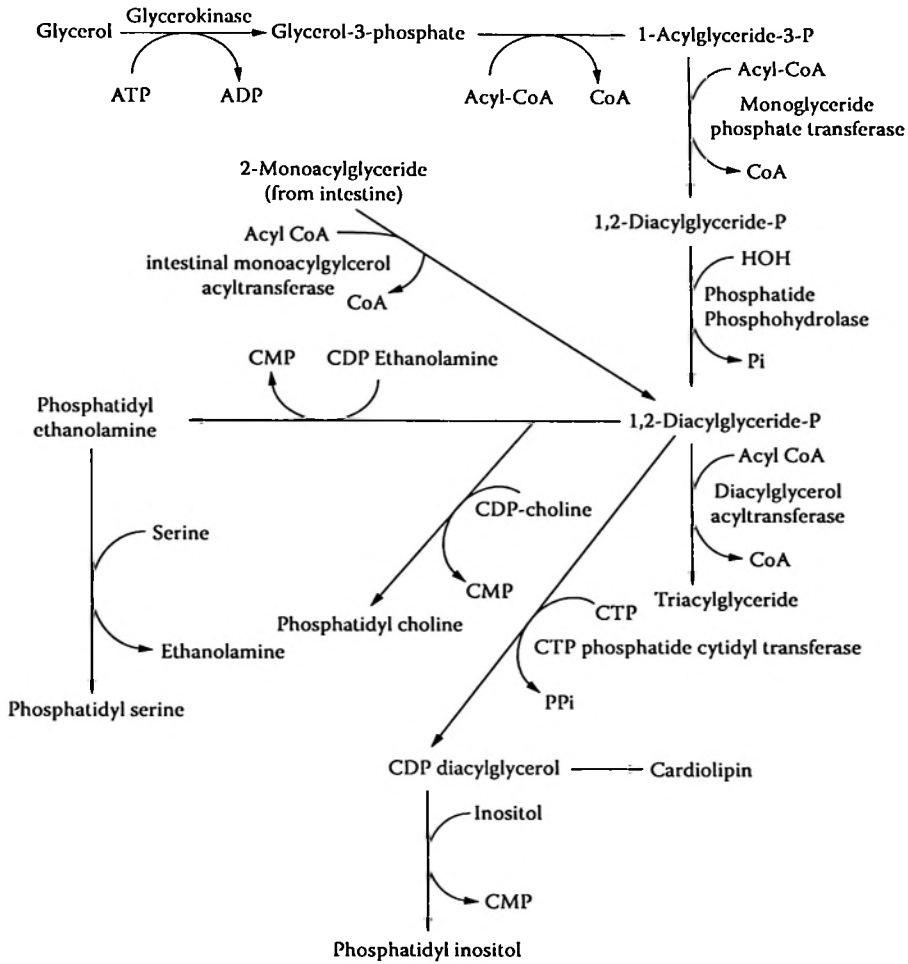 Glycerol
Glycerokinase
Glycerol-3-phosphate
1-Acylglyceride-3-P
ATP
ADP
Acyl-CoA
CoA
Acyl-CoA
Monoglyceride
phosphate transferase
CoA
2-Monoacylglyceride
(from intestine)
1,2-Diacylglyceride-P
Acyl CoA
intestinal monoacylgylcerol
acyltransferase
CoA
HOH
Phosphatide
Phosphohydrolase
Pi
CMP
CDP Ethanolamine
Phosphatidyl
ethanolamine
1,2-Diacylglyceride-P
Acyl CoA
Diacylglycerol
acyltransferase
CoA
Triacylglyceride
CDP-choline
CMP
Phosphatidyl choline
Serine
Ethanolamine
Phosphatidyl serine
CTP
CTP phosphatide cytidyl transferase
PPi
CDP diacylglycerol
Cardiolipin
Inositol
CMP
Phosphatidyl inositol